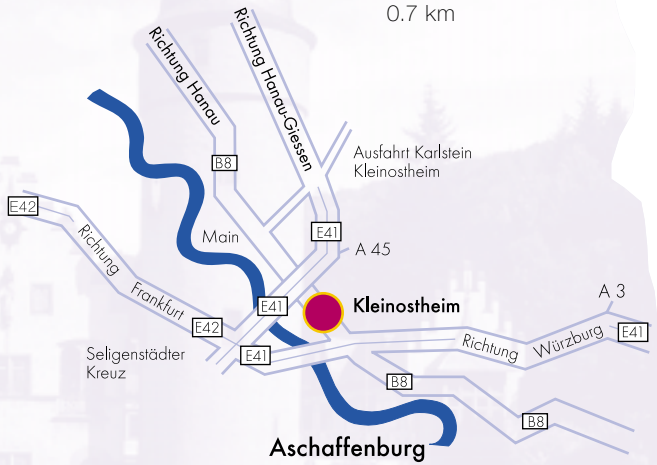 0.7 km
Richtung Hanau
Richtung Hanau-Giessen
B8
Ausfahrt Karlstein
Kleinostheim
E42
Richtung
Frankfurt
Main
E41
A 45
E41
Kleinostheim
A 3
E42
E41
Richtung
Würzburg
E41
Seligenstädter
Kreuz
B8
B8
Aschaffenburg